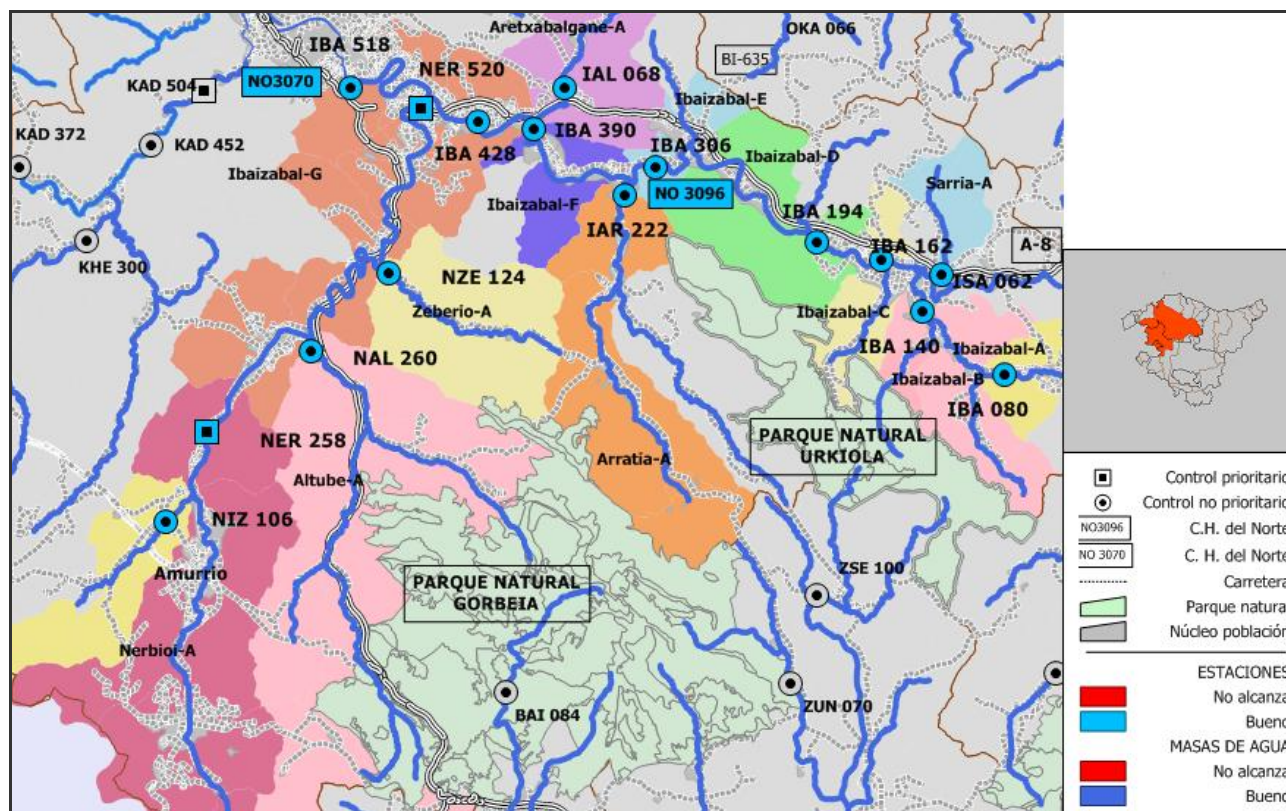 Aretxabalgane-A
OKA 066
IBA 518
BI-635
NER 520
IAL 068
KAD 504
NO3070
Ibaizabal-E
KAD 372
KAD 452
IBA 428
IBA 390
IBA 306
Ibaizabal-D
Ibaizabal-G
Sarria-A
NO 3096
Ibaizabal-F
IBA 194
IAR 222
IBA 162
A-8
KHE 300
NZE 124
ISA 062
Zeberio-A
Ibaizabal-C
NAL 260
IBA 140
Ibaizabal-A
Ibaizabal-B
IBA 080
NER 258
PARQUE NATURAL
URKIOLA
Altube-A
Arratia-A
NIZ 106
Amurrio
PARQUE NATURAL
GORBEIA
ZSE 100
Nerbioi-A
BAI 084
ZUN 070
Control prioritario
Control no prioritario
NO3096
C.H. del Norte
NO 3070
C. H. del Norte
Carretera
Parque natural
Núcleo población
ESTACIONES
No alcanza
Bueno
MASAS DE AGUA
No alcanza
Bueno